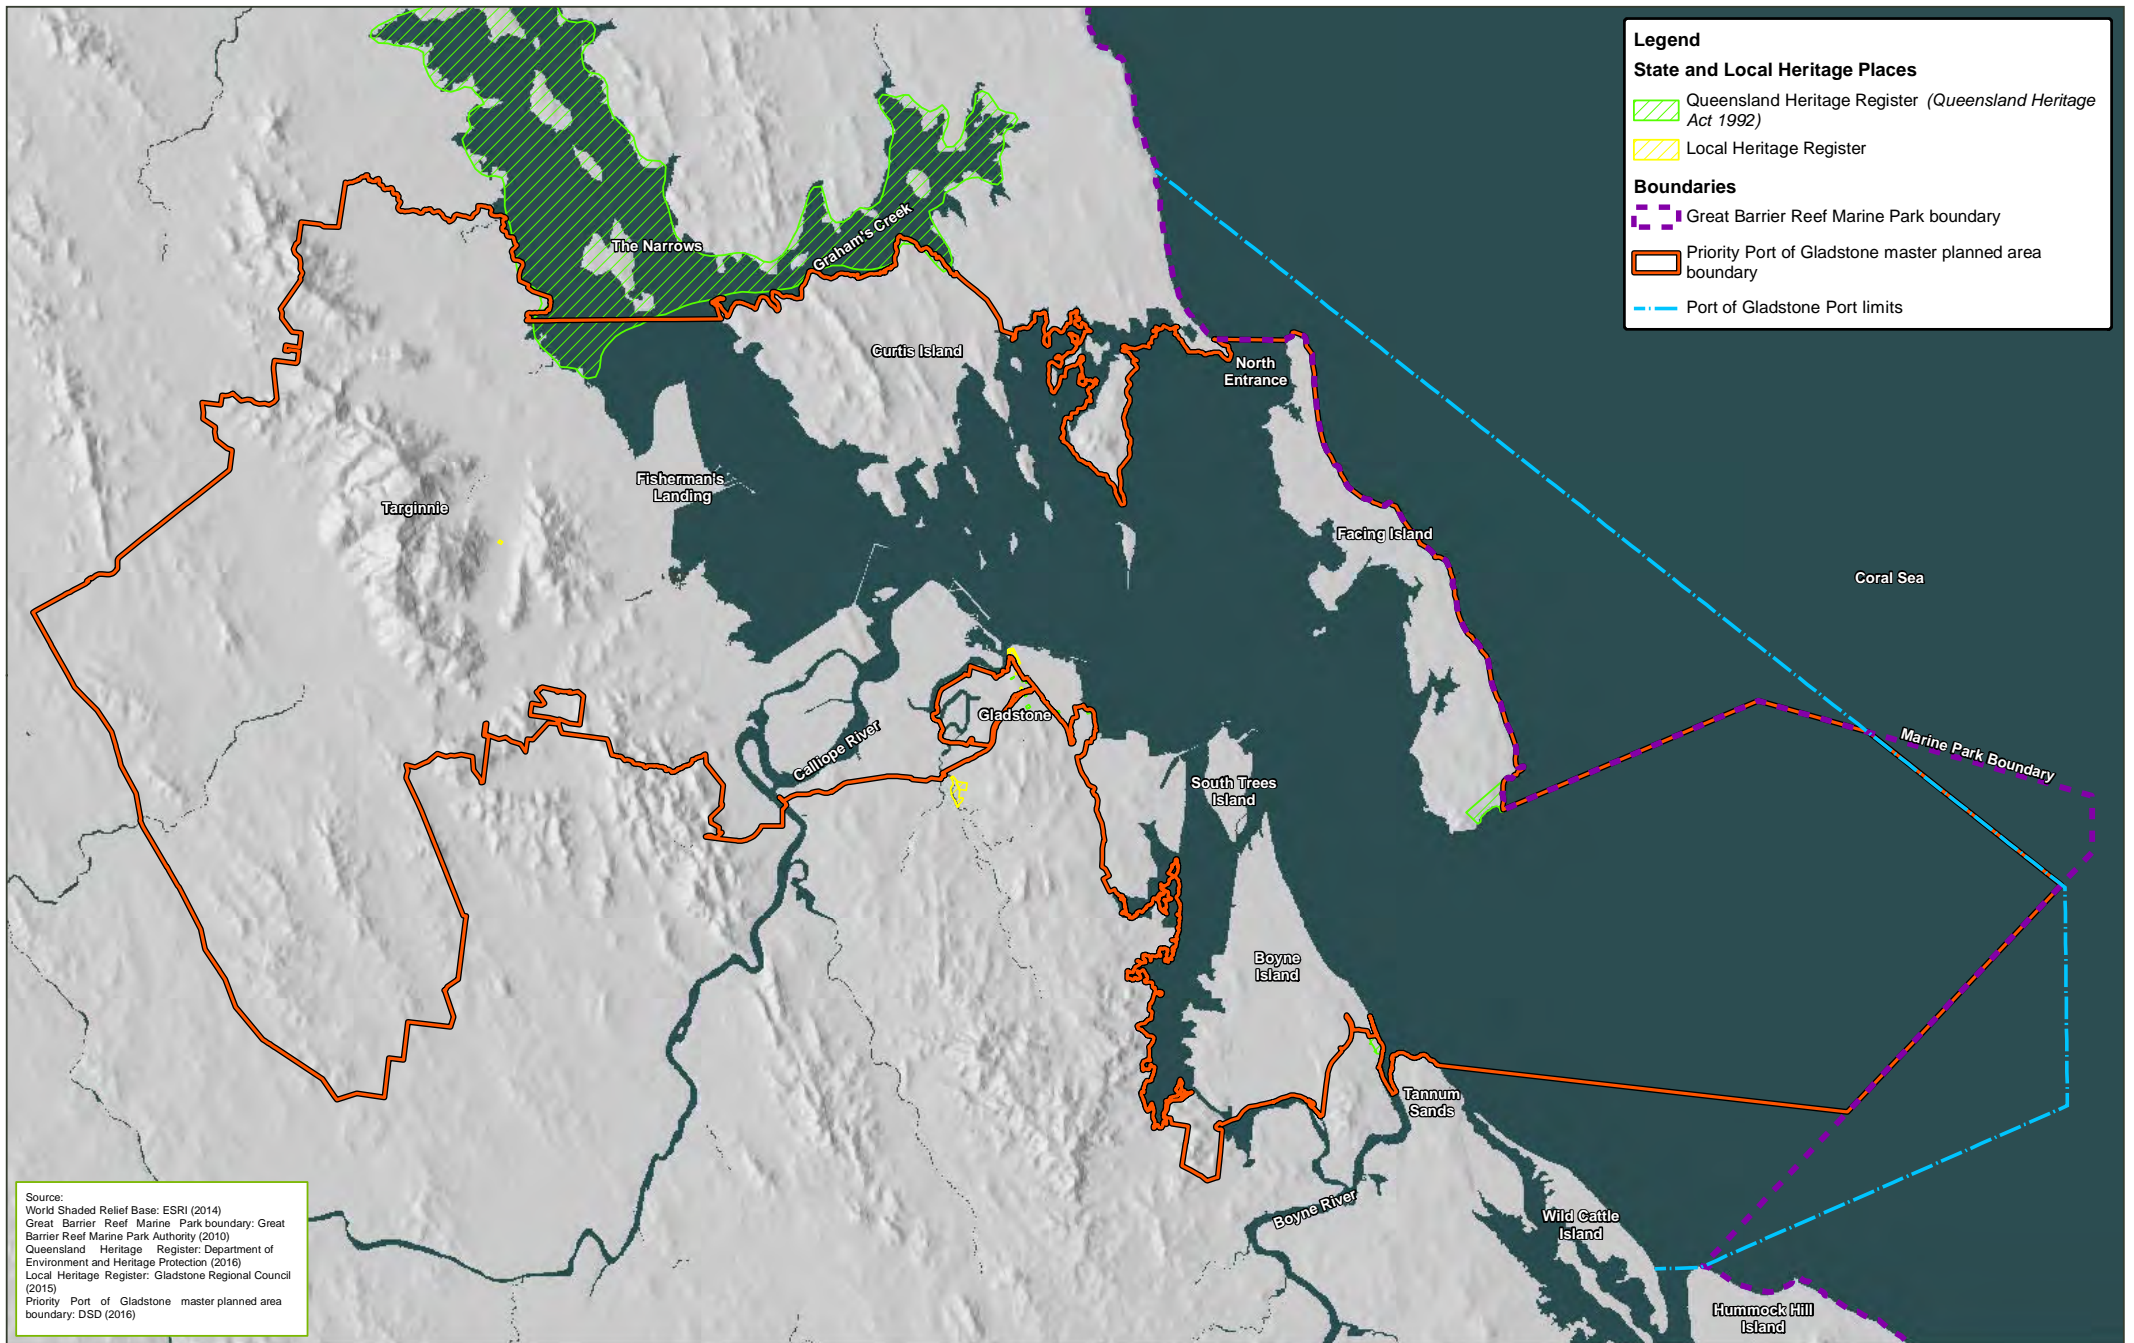 Legend
State and Local Heritage Places
Queensland Heritage Register (Queensland Heritage
Act 1992)
Local Heritage Register
Boundaries
Great Barrier Reef Marine Park boundary
Priority Port of Gladstone master planned area
boundary
Port of Gladstone Port limits
The Narrows
Graham's Creek
Curtis Island
North
Entrance
Fisherman's
Landing
Targinnie
Facing Island
Coral Sea
Gladstone
Calliope River
Marine Park Boundary
South Trees
Island
Boyne
Island
Tannum
Sands
Boyne River
Wild Cattle
Island
Hummock Hill
Island
Source:
World Shaded Relief Base: ESRI (2014)
Great Barrier Reef Marine Park boundary: Great
Barrier Reef Marine Park Authority (2010)
Queensland Heritage Register: Department of
Environment and Heritage Protection (2016)
Local Heritage Register: Gladstone Regional Council
(2015)
Priority Port of Gladstone master planned area
boundary: DSD (2016)